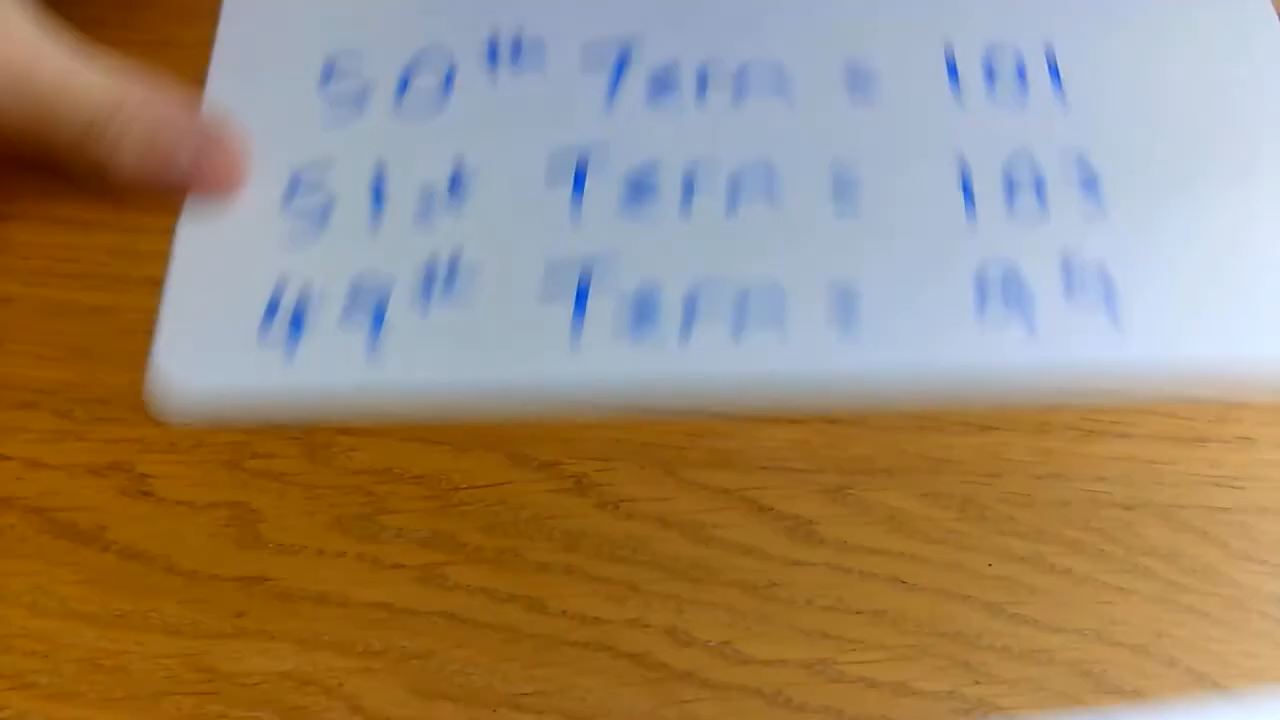 50th Term = 101
51st Term = 103
49th Term = 99